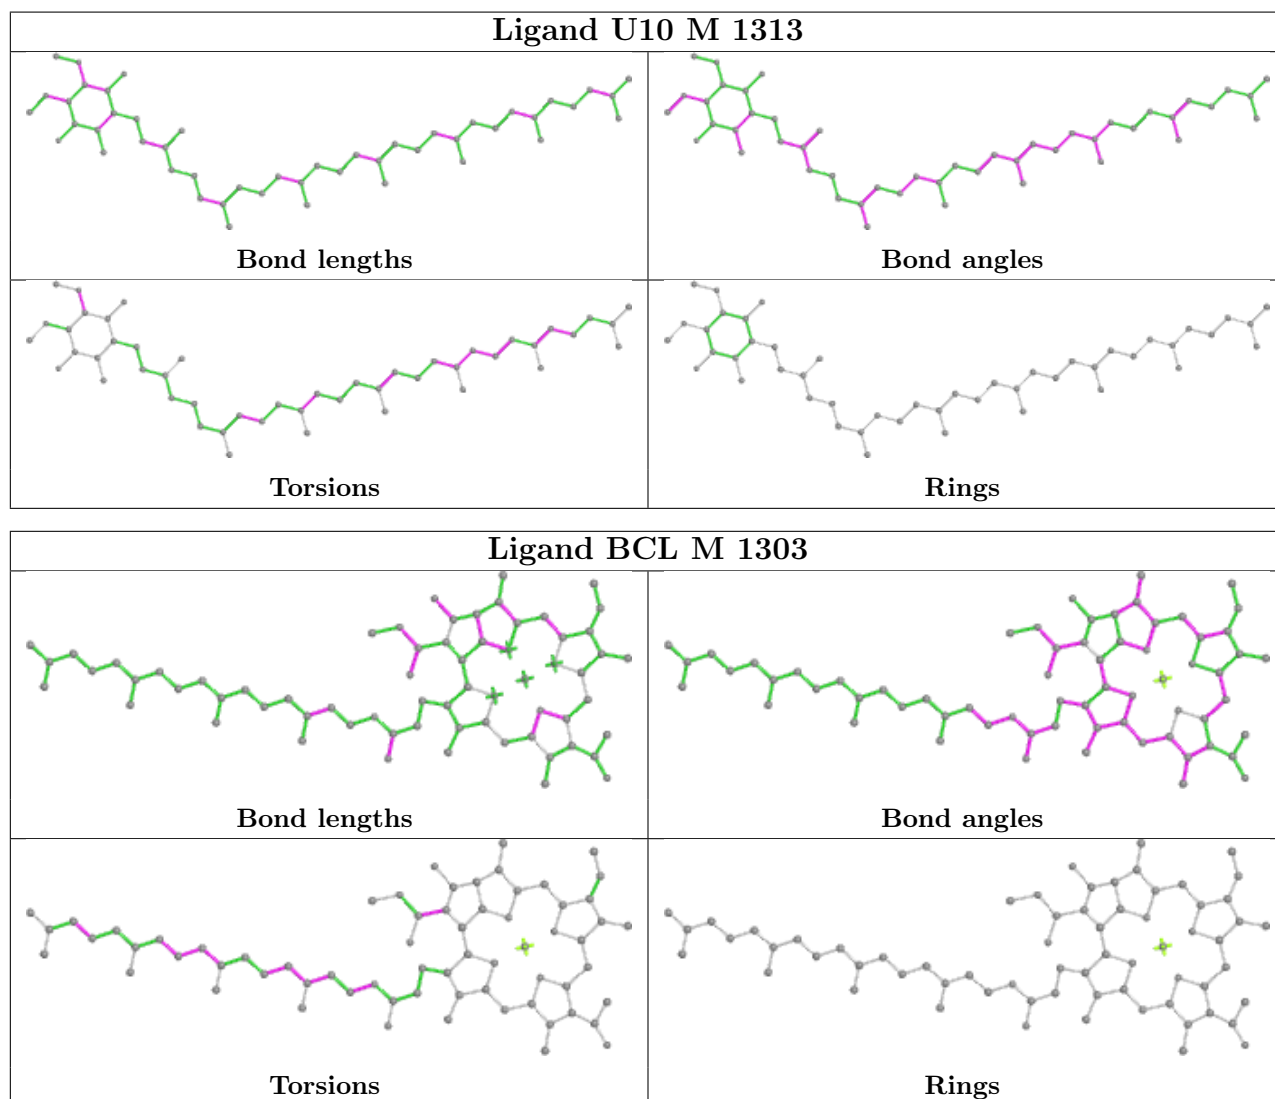 Ligand U10 M 1313
Bond lengths
Bond angles
Torsions
Rings
Ligand BCL M 1303
Bond lengths
Bond angles
Torsions
Rings